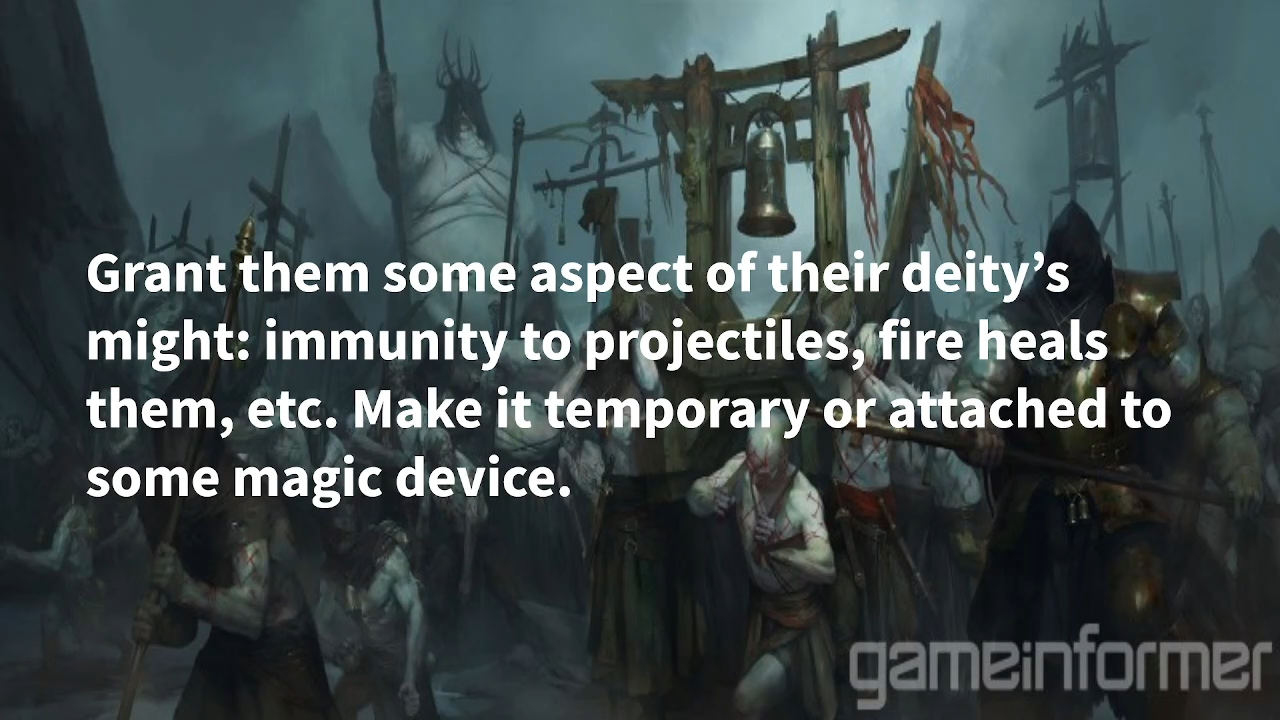 Grant them some aspect of their deity’s
might: immunity to projectiles, fire heals
them, etc. Make it temporary or attached to
some magic device.
gameinformer